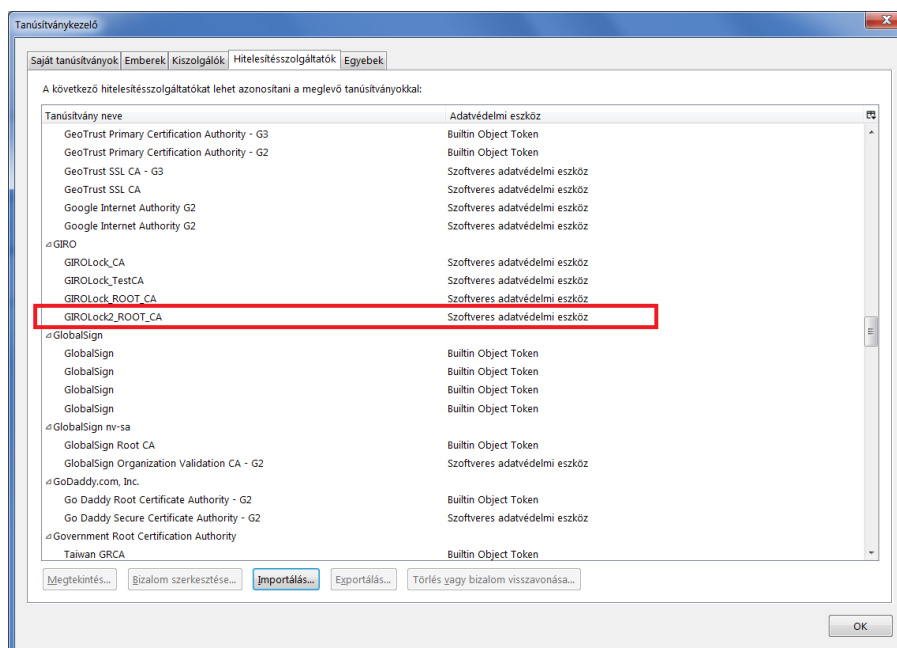 Tanúsítványkezelő
Saját tanúsítványok Emberek Kiszolgálók Hitelesítésszolgáltatók Egyebek
A következő hitelesítésszolgáltatókat lehet azonosítani a meglevő tanúsítványokkal:
Tanúsítvány neve Adatvédelmi eszköz
GeoTrust Primary Certification Authority - G3 Builtin Object Token
GeoTrust Primary Certification Authority - G2 Builtin Object Token
GeoTrust SSL CA - G3 Szoftveres adatvédelmi eszköz
GeoTrust SSL CA Szoftveres adatvédelmi eszköz
Google Internet Authority G2 Szoftveres adatvédelmi eszköz
Google Internet Authority G2 Szoftveres adatvédelmi eszköz
GIRO
GIROLock_CA Szoftveres adatvédelmi eszköz
GIROLock_TestCA Szoftveres adatvédelmi eszköz
GIROLock_ROOT_CA Szoftveres adatvédelmi eszköz
GIROLock2_ROOT_CA Szoftveres adatvédelmi eszköz
GlobalSign
GlobalSign Builtin Object Token
GlobalSign Builtin Object Token
GlobalSign Builtin Object Token
GlobalSign Builtin Object Token
GlobalSign nv-sa
GlobalSign Root CA Builtin Object Token
GlobalSign Organization Validation CA - G2 Szoftveres adatvédelmi eszköz
GoDaddy.com, Inc.
Go Daddy Root Certificate Authority - G2 Builtin Object Token
Go Daddy Secure Certificate Authority - G2 Szoftveres adatvédelmi eszköz
Government Root Certification Authority
Taiwan GRCA Builtin Object Token
Megtekintés... Bizalom szerkesztése... Importálás... Exportálás... Törlés vagy bizalom visszavonása...
OK